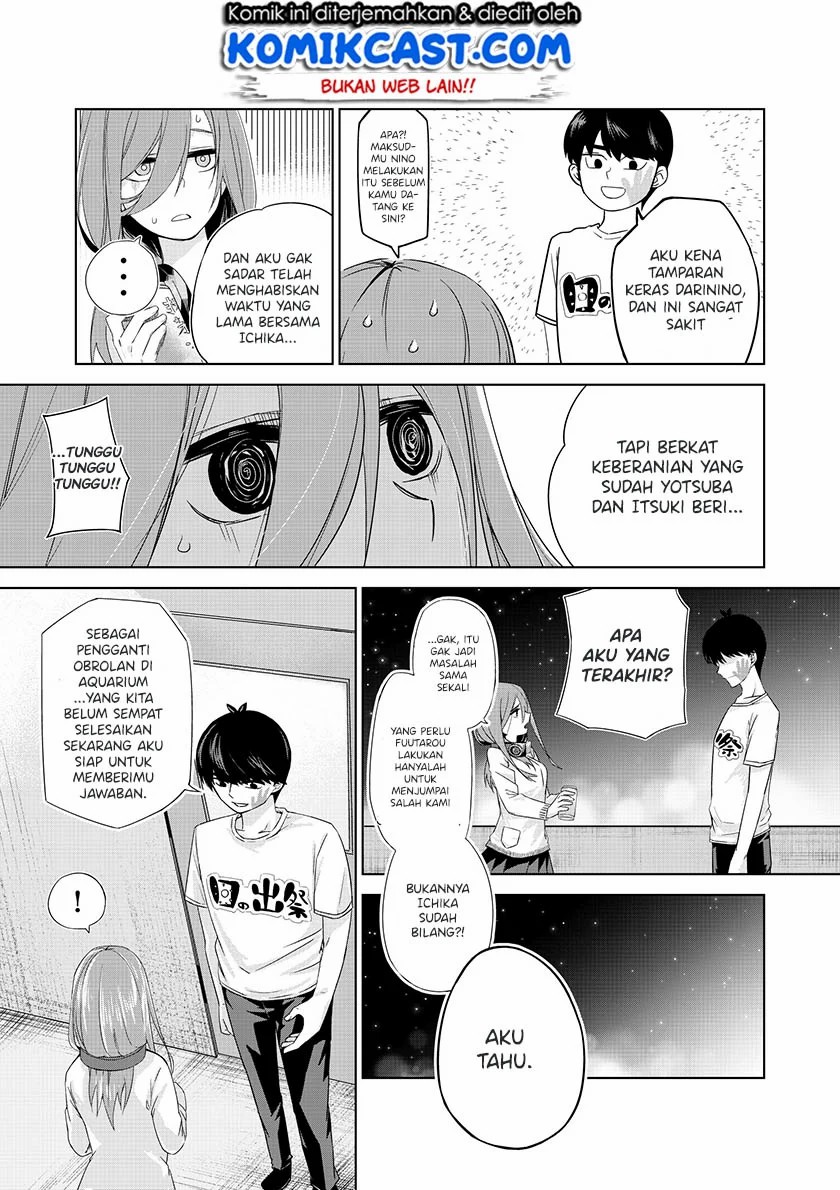 Komik ini diterjemahkan & diedit oleh
KOMIKCAST.COM
BUKAN WEB LAIN!!
AKU KENA
TAMPARAN
KERAS DARININO,
DAN INI SANGAT
SAKIT
APA?!
MAKSUD-
MU NINO
MELAKUKAN
ITU SEBELUM
KAMU DA-
TANG KE
SINI?
DAN AKU GAK
SADAR TELAH
MENGHABISKAN
WAKTU YANG
LAMA BERSAMA
ICHIKA...
...
TAPI BERKAT
KEBERANIAN YANG
SUDAH YOTSUBA
DAN ITSUKI BERI...
...TUNGGU
TUNGGU
TUNGGU!!
APA
AKU YANG
TERAKHIR?
...GAK, ITU
GAK JADI
MASALAH
SAMA
SEKALI
YANG PERLU
FUUTAROU
LAKUKAN
HANYALAH
UNTUK
MENJUMPAI
SALAH KAMI
BUKANNYA
ICHIKA
SUDAH
BILANG?!
祭
AKU
TAHU.
SEBAGAI
PENGGANTI
OBROLAN DI
AQUARIUM
...YANG KITA
BELUM SEMPAT
SELESAIKAN
SEKARANG AKU
SIAP UNTUK
MEMBERIMU
JAWABAN.
!
日の出祭